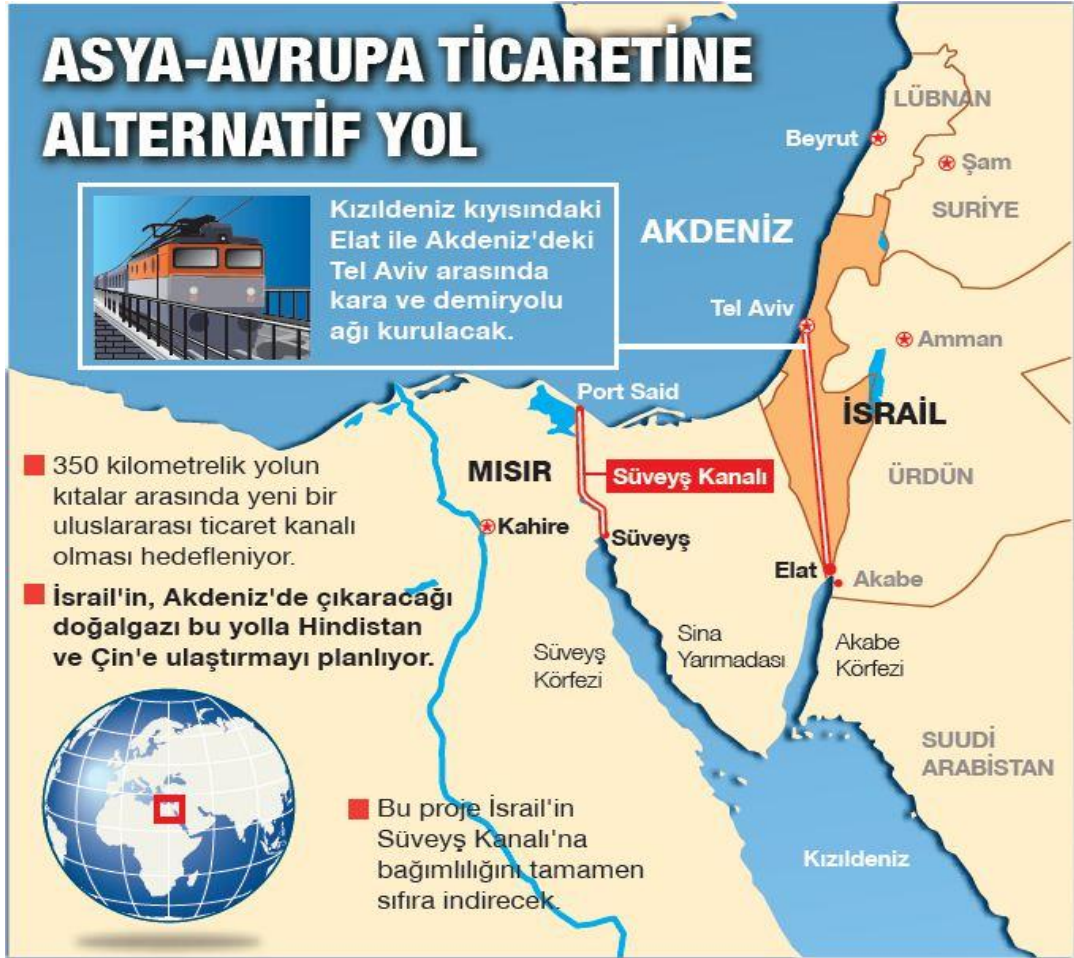 ASYA-AVRUPA TİCARETİNE
ALTERNATİF YOL
Kızıldeniz kıyısındaki
Elat ile Akdeniz'deki
Tel Aviv arasında
kara ve demiryolu
ağı kurulacak.
LÜBNAN
Beyrut
Şam
SURİYE
AKDENİZ
Tel Aviv
Amman
İSRAİL
ÜRDÜN
Port Said
MISIR
Süveyş Kanalı
Kahire
Süveyş
Elat
Akabe
Süveyş
Körfezi
Sina
Yarımadası
Akabe
Körfezi
SUUDİ
ARABİSTAN
Kızıldeniz
350 kilometrelik yolun
kıtalar arasında yeni bir
uluslararası ticaret kanalı
olması hedefleniyor.
İsrail'in, Akdeniz'de çıkaracağı
doğalgazı bu yolla Hindistan
ve Çin'e ulaştırmayı planlıyor.
Bu proje İsrail'in
Süveyş Kanalı'na
bağımlılığını tamamen
sıfıra indirecek.